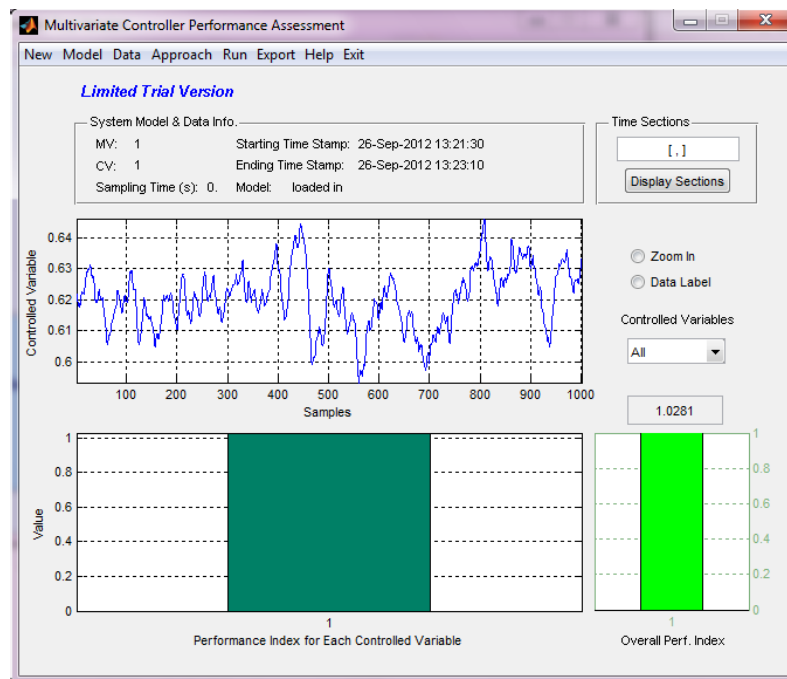 Multivariate Controller Performance Assessment
New Model Data Approach Run Export Help Exit
Limited Trial Version
System Model & Data Info.
MV: 1 Starting Time Stamp: 26-Sep-2012 13:21:30
CV: 1 Ending Time Stamp: 26-Sep-2012 13:23:10
Sampling Time (s): 0. Model: loaded in
Time Sections
[ , ]
Display Sections
Controlled Variable
0.64
0.63
0.62
0.61
0.6
100 200 300 400 500 600 700 800 900 1000
Samples
Zoom In
Data Label
Controlled Variables
All
1.0281
Value
1
0.8
0.6
0.4
0.2
0
1
Performance Index for Each Controlled Variable
1
0.8
0.6
0.4
0.2
0
1
Overall Perf. Index